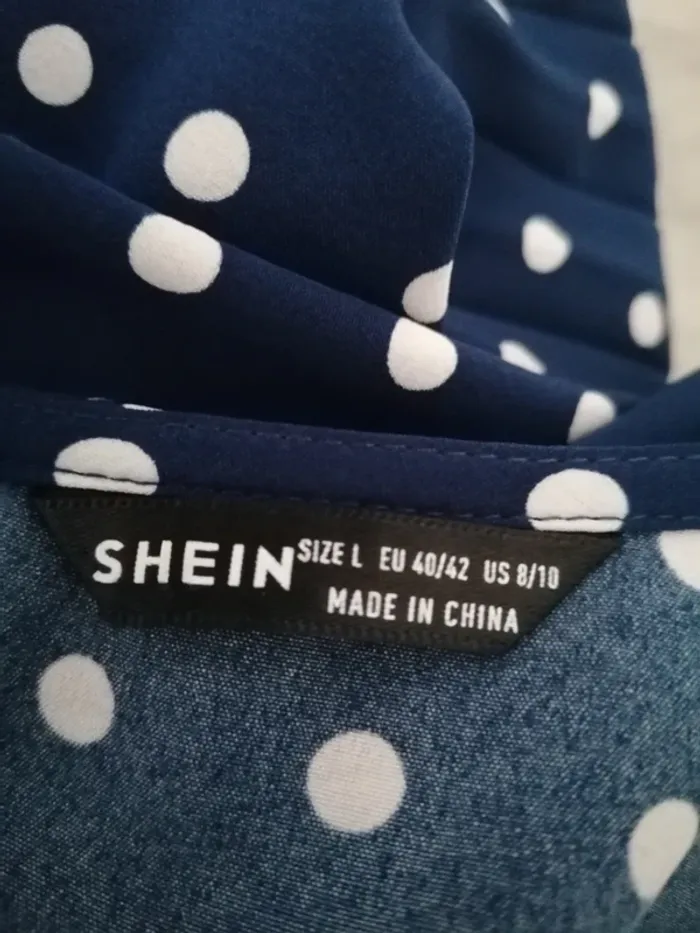 SHEIN SIZE L EU 40/42 US 8/10
MADE IN CHINA